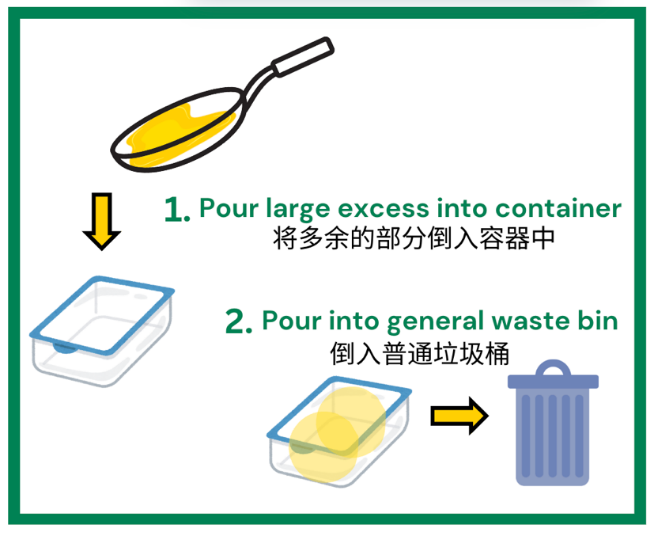 1. Pour large excess into container
将多余的部分倒入容器中
2. Pour into general waste bin
倒入普通垃圾桶